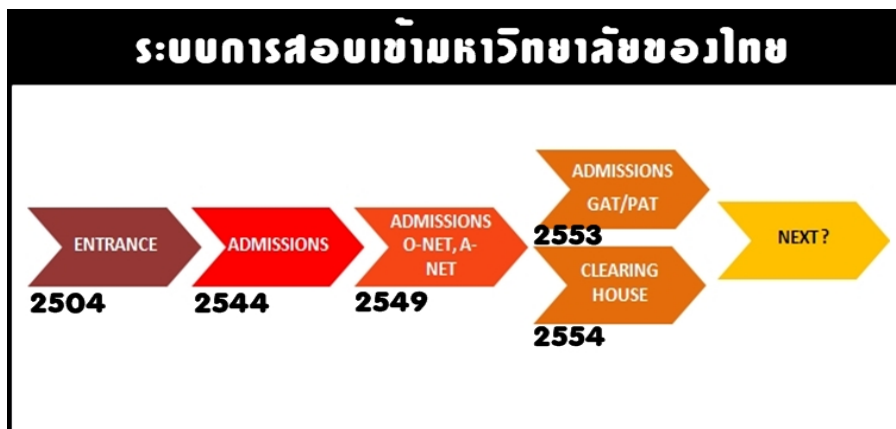 ระบบการสอบเข้ามหาวิทยาลัยของไทย
ENTRANCE
2504
ADMISSIONS
2544
ADMISSIONS
O-NET, A-
NET
2549
ADMISSIONS
GAT/PAT
2553
CLEARING
HOUSE
2554
NEXT?